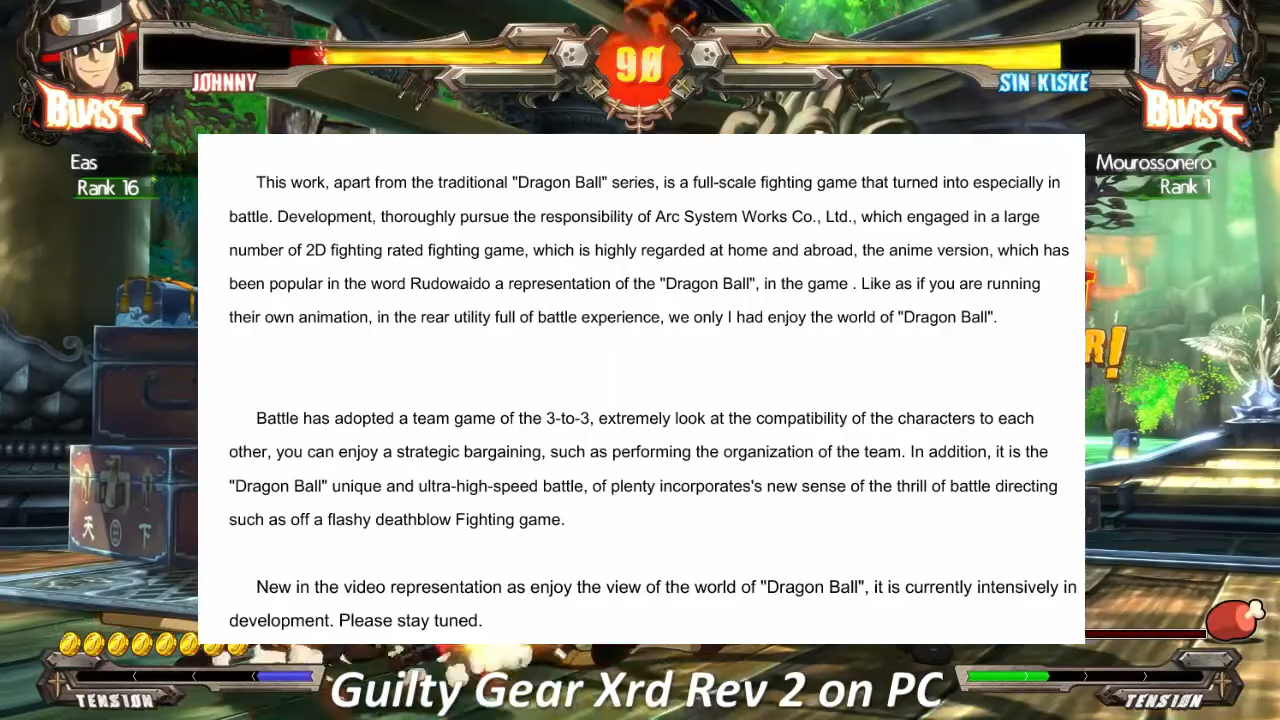 90
JOHNNY
SIN KISKE
BURST
BURST
Eas
Rank 16
Mourossonero
Rank 1
This work, apart from the traditional "Dragon Ball" series, is a full-scale fighting game that turned into especially in
battle. Development, thoroughly pursue the responsibility of Arc System Works Co., Ltd., which engaged in a large
number of 2D fighting rated fighting game, which is highly regarded at home and abroad, the anime version, which has
been popular in the word Rudowaido a representation of the "Dragon Ball", in the game . Like as if you are running
their own animation, in the rear utility full of battle experience, we only I had enjoy the world of "Dragon Ball".
Battle has adopted a team game of the 3-to-3, extremely look at the compatibility of the characters to each
other, you can enjoy a strategic bargaining, such as performing the organization of the team. In addition, it is the
"Dragon Ball" unique and ultra-high-speed battle, of plenty incorporates's new sense of the thrill of battle directing
such as off a flashy deathblow Fighting game.
New in the video representation as enjoy the view of the world of "Dragon Ball", it is currently intensively in
development. Please stay tuned.
天 下
TENSION
Guilty Gear Xrd Rev 2 on PC
TENSION